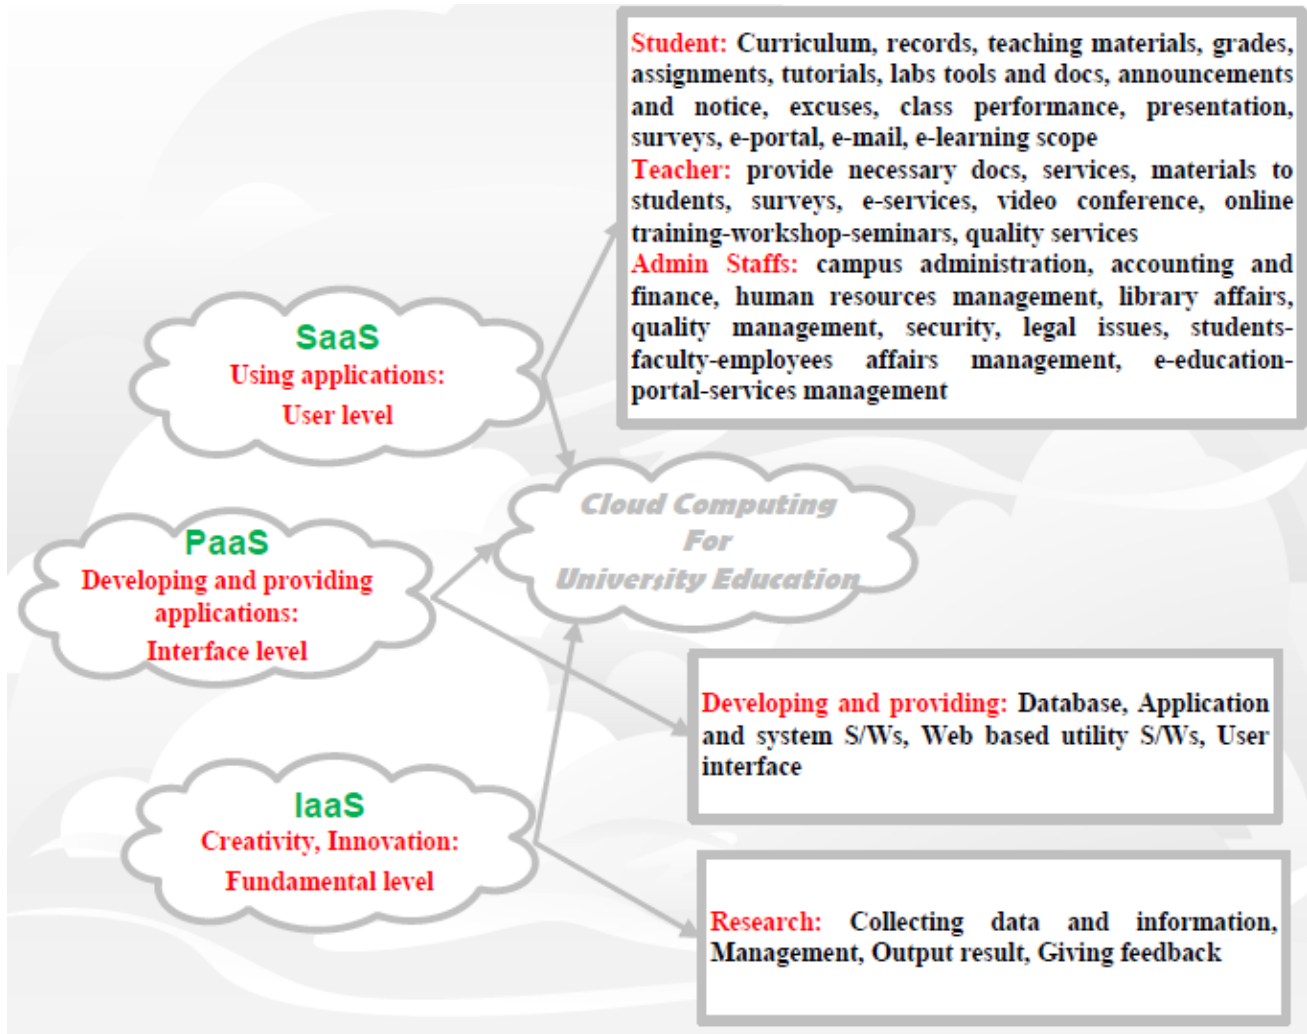 Student: Curriculum, records, teaching materials, grades,
assignments, tutorials, labs tools and docs, announcements
and notice, excuses, class performance, presentation,
surveys, e-portal, e-mail, e-learning scope
Teacher: provide necessary docs, services, materials to
students, surveys, e-services, video conference, online
training-workshop-seminars, quality services
Admin Staffs: campus administration, accounting and
finance, human resources management, library affairs,
quality management, security, legal issues, students-
faculty-employees affairs management, e-education-
portal-services management
SaaS
Using applications:
User level
Cloud Computing
For
University Education
PaaS
Developing and providing
applications:
Interface level
Developing and providing: Database, Application
and system S/Ws, Web based utility S/Ws, User
interface
IaaS
Creativity, Innovation:
Fundamental level
Research: Collecting data and information,
Management, Output result, Giving feedback